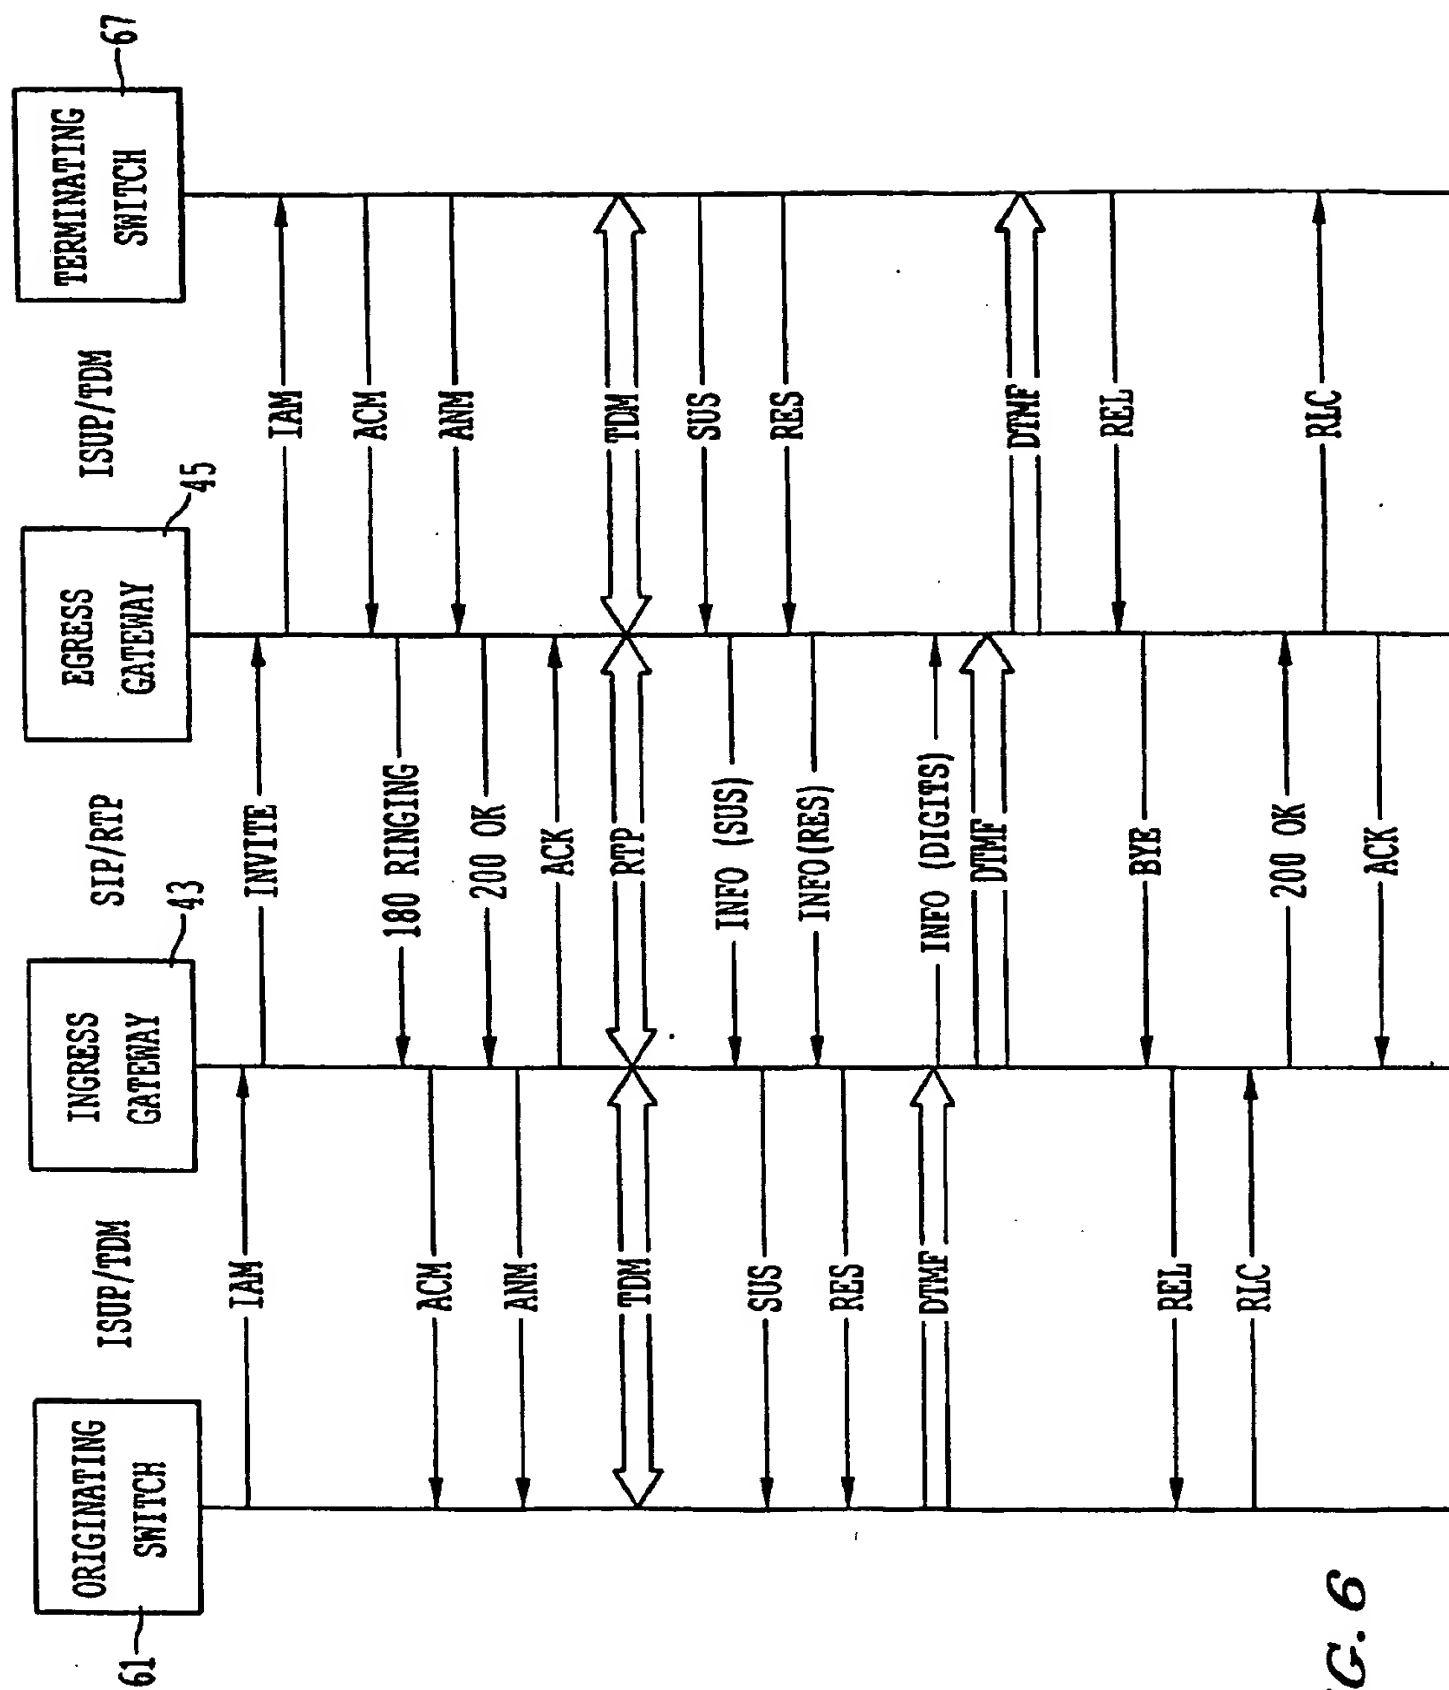 61
ORIGINATING
SWITCH
ISUP/TDM
INGRESS
GATEWAY
43
SIP/RTP
EGRESS
GATEWAY
45
ISUP/TDM
TERMINATING
SWITCH
67
IAM
INVITE
IAM
ACM
180 RINGING
ACM
ANM
200 OK
ANM
ACK
TDM
RTP
TDM
SUS
INFO (SUS)
SUS
RES
INFO(RES)
RES
DTMF
INFO (DIGITS)
DTMF
DTMF
REL
BYE
REL
RLC
200 OK
RLC
ACK
G. 6